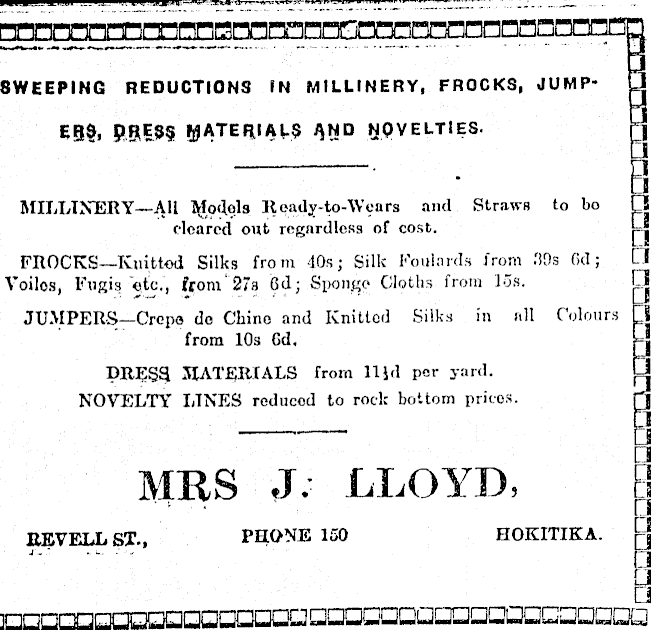 SWEEPING REDUCTIONS IN MILLINERY, FROCKS, JUMP-
ERS, DRESS MATERIALS AND NOVELTIES.
MILLINERY—All Models Ready-to-Wears and Straws to be
cleared out regardless of cost.
FROCKS—Knitted Silks from 40s; Silk Foulards from 39s 6d;
Voiles, Fugis etc., from 27s 6d; Sponge Cloths from 15s.
JUMPERS—Crepe de Chine and Knitted Silks in all Colours
from 10s 6d.
DRESS MATERIALS from 11½d per yard.
NOVELTY LINES reduced to rock bottom prices.
MRS J. LLOYD,
REVELL ST., PHONE 150 HOKITIKA.